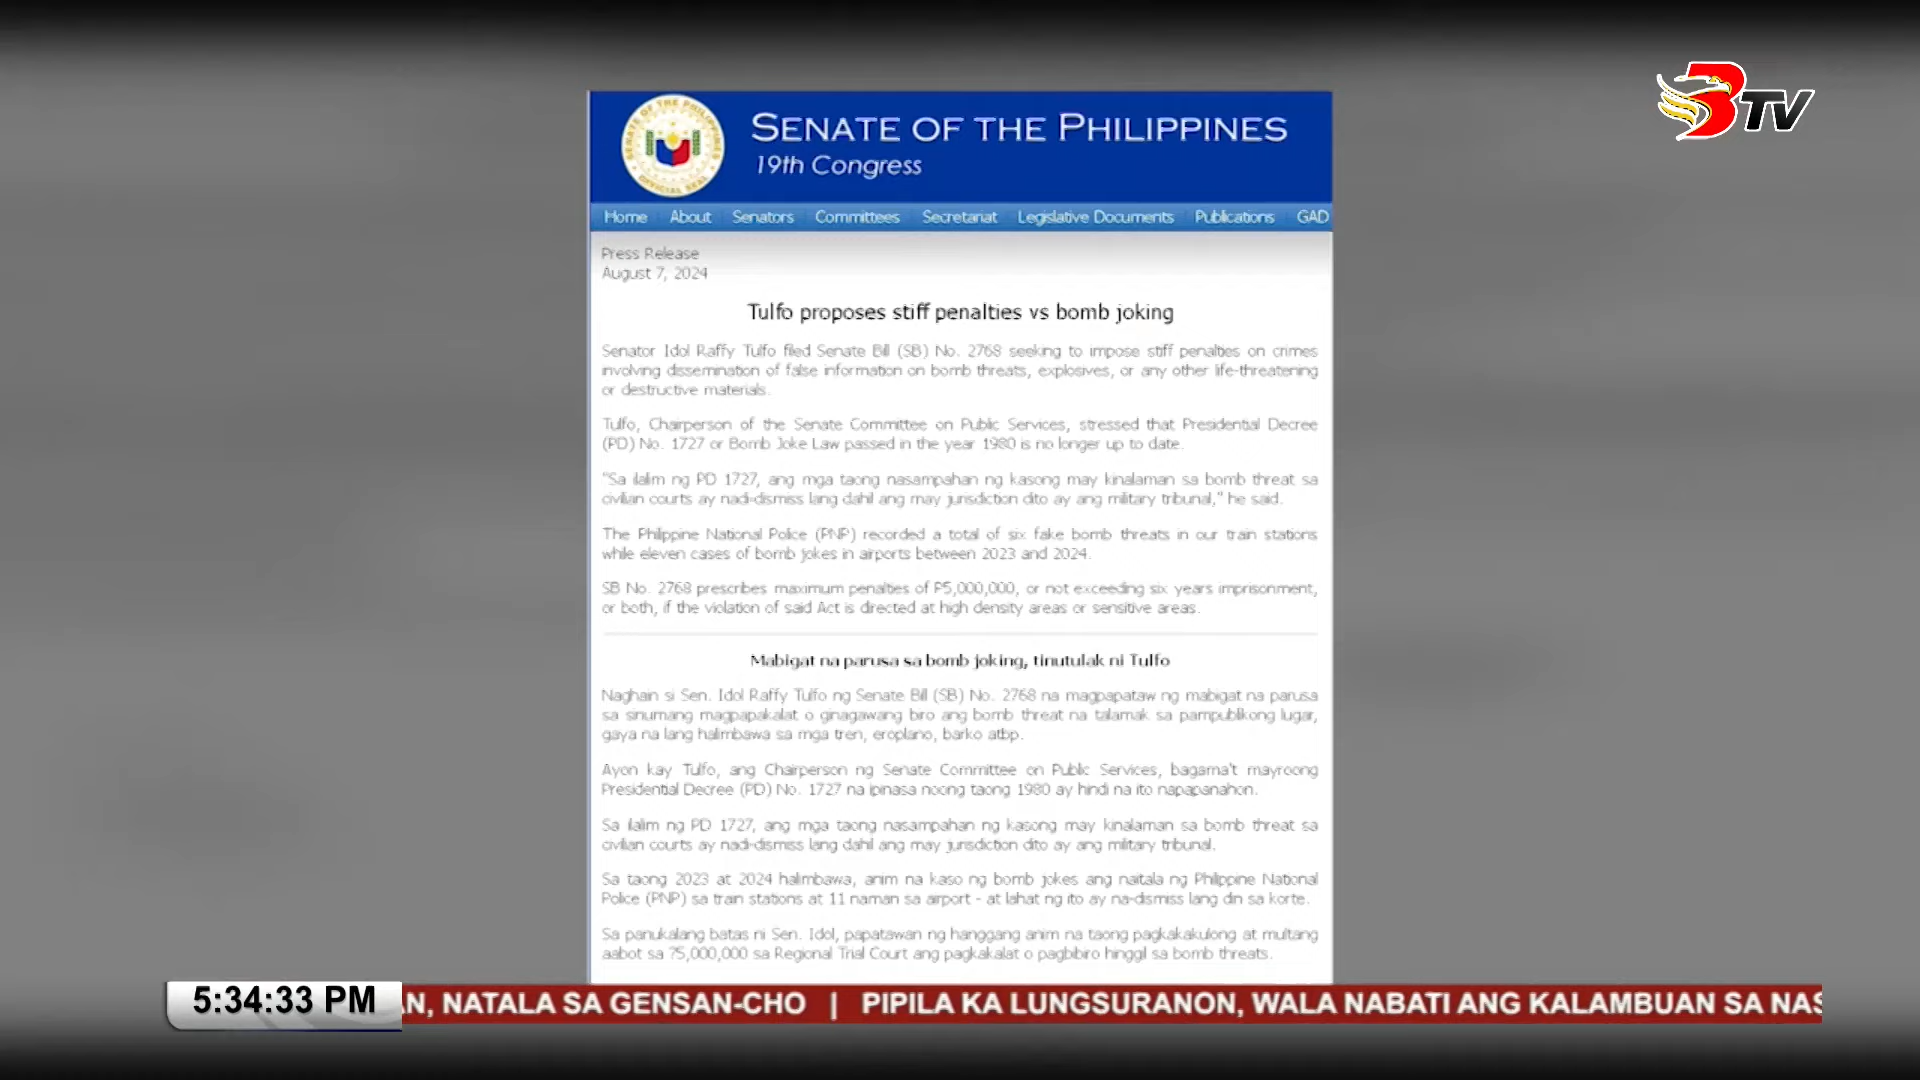 3TV
SENATE OF THE PHILIPPINES
OFFICIAL SEAL
SENATE OF THE PHILIPPINES
19th Congress
Home About Senators Committees Secretariat Legislative Documents Publications GAD
Press Release
August 7, 2024
Tulfo proposes stiff penalties vs bomb joking
Senator Idol Raffy Tulfo filed Senate Bill (SB) No. 2768 seeking to impose stiff penalties on crimes
involving dissemination of false information on bomb threats, explosives, or any other life-threatening
or destructive materials.
Tulfo, Chairperson of the Senate Committee on Public Services, stressed that Presidential Decree
(PD) No. 1727 or Bomb Joke Law passed in the year 1980 is no longer up to date.
"Sa ilalim ng PD 1727, ang mga taong nasampahan ng kasong may kinalaman sa bomb threat sa
civilian courts ay nadi-dismiss lang dahil ang may jurisdiction dito ay ang military tribunal," he said.
The Philippine National Police (PNP) recorded a total of six fake bomb threats in our train stations
while eleven cases of bomb jokes in airports between 2023 and 2024.
SB No. 2768 prescribes maximum penalties of P5,000,000, or not exceeding six years imprisonment,
or both, if the violation of said Act is directed at high density areas or sensitive areas.
Mabigat na parusa sa bomb joking, tinutulak ni Tulfo
Naghain si Sen. Idol Raffy Tulfo ng Senate Bill (SB) No. 2768 na magpapataw ng mabigat na parusa
sa sinumang magpapakalat o ginagawang biro ang bomb threat na talamak sa pampublikong lugar,
gaya na lang halimbawa sa mga tren, eroplano, barko atbp.
Ayon kay Tulfo, ang Chairperson ng Senate Committee on Public Services, bagama't mayroong
Presidential Decree (PD) No. 1727 na ipinasa noong taong 1980 ay hindi na ito napapanahon.
Sa ilalim ng PD 1727, ang mga taong nasampahan ng kasong may kinalaman sa bomb threat sa
civilian courts ay nadi-dismiss lang dahil ang may jurisdiction dito ay ang military tribunal.
Sa taong 2023 at 2024 halimbawa, anim na kaso ng bomb jokes ang naitala ng Philippine National
Police (PNP) sa train stations at 11 naman sa airport - at lahat ng ito ay na-dismiss lang din sa korte.
Sa panukalang batas ni Sen. Idol, papatawan ng hanggang anim na taong pagkakakulong at multang
aabot sa ?5,000,000 sa Regional Trial Court ang pagkakalat o pagbibiro hinggil sa bomb threats.
5:34:33 PM AN, NATALA SA GENSAN-CHO | PIPILA KA LUNGSURANON, WALA NABATI ANG KALAMBUAN SA NAS